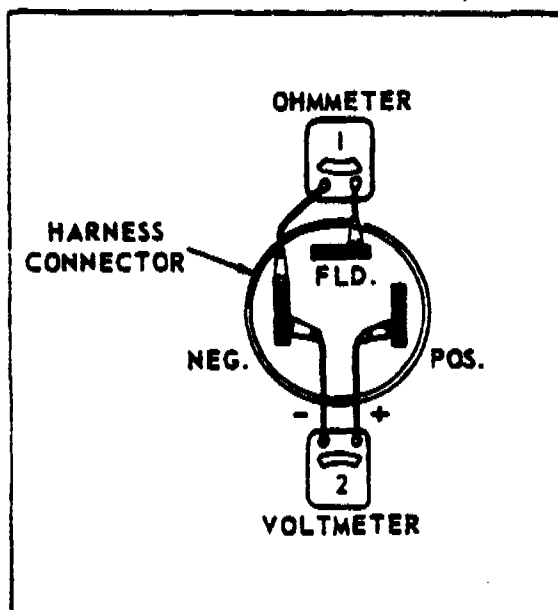 OHMMETER
1
HARNESS
CONNECTOR
FLD.
NEG.
POS.
- +
2
VOLTMETER